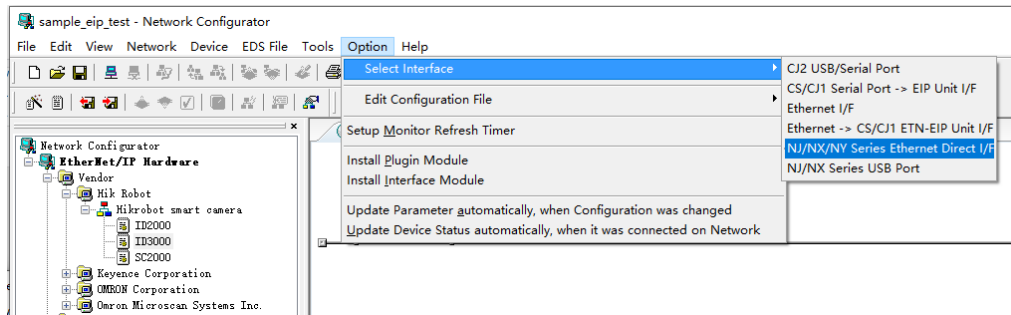 sample_eip_test - Network Configurator
File Edit View Network Device EDS File Tools Option Help
Select Interface
Edit Configuration File
Setup Monitor Refresh Timer
Install Plugin Module
Install Interface Module
Update Parameter automatically, when Configuration was changed
Update Device Status automatically, when it was connected on Network
CJ2 USB/Serial Port
CS/CJ1 Serial Port -> EIP Unit I/F
Ethernet I/F
Ethernet -> CS/CJ1 ETN-EIP Unit I/F
NJ/NX/NY Series Ethernet Direct I/F
NJ/NX Series USB Port
Network Configurator
EtherNet/IP Hardware
Vendor
Hik Robot
Hikrobot smart camera
ID2000
ID3000
SC2000
Keyence Corporation
OMRON Corporation
Omron Microscan Systems Inc.